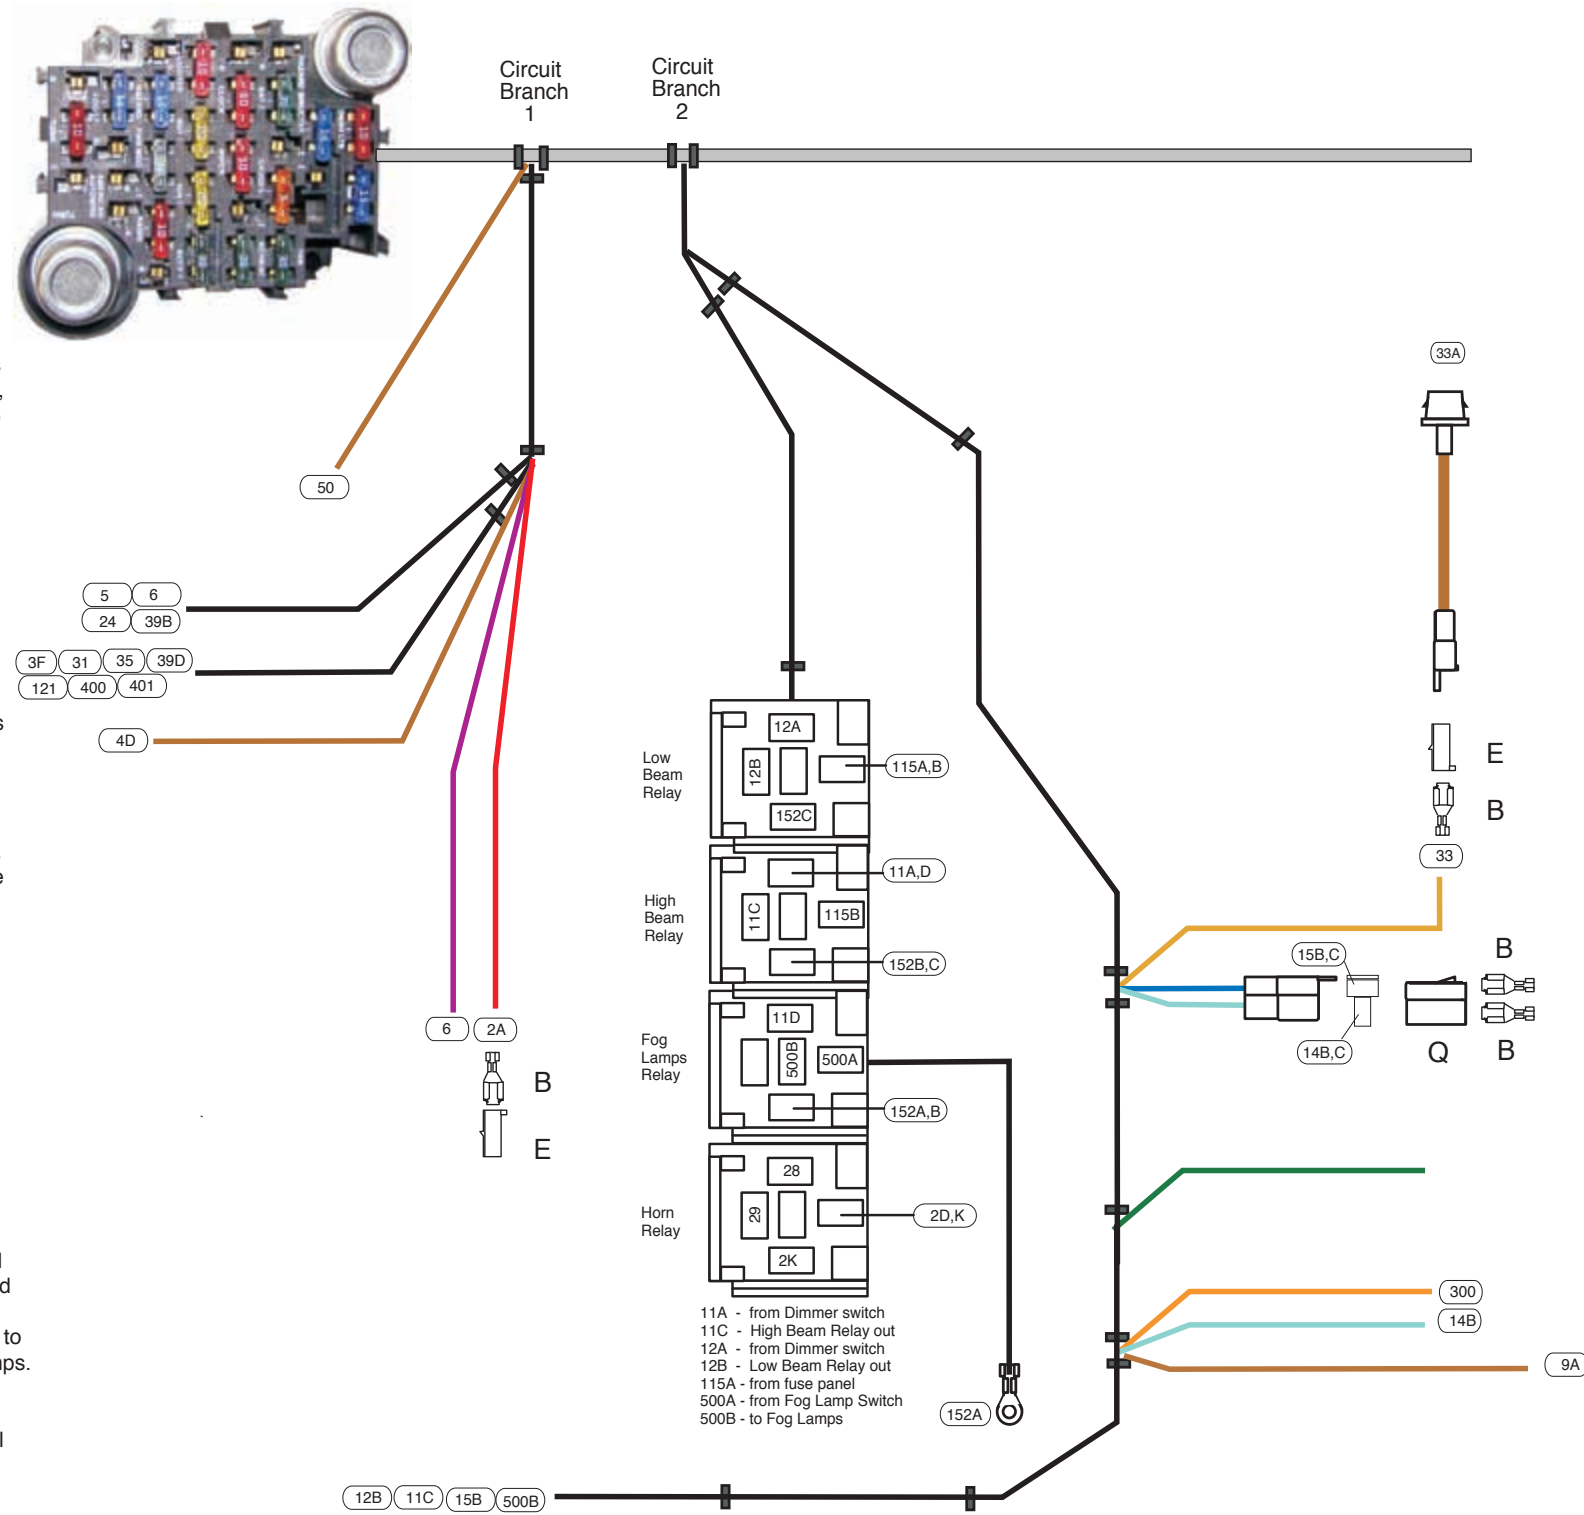 Circuit
Branch
1
Circuit
Branch
2
33A
50
5 6
24 39B
3F 31 35 39D
121 400 401
s
4D
Low
Beam
Relay
12A
12B
115A,B
152C
E
B
33
e
High
Beam
Relay
11A,D
11C
115B
152B,C
15B,C
B
14B,C
Q
B
6 2A
B
E
Fog
Lamps
Relay
11D
500B
500A
152A,B
Horn
Relay
28
29
2D,K
2K
d
to
nps.
300
14B
9A
11A - from Dimmer switch
11C - High Beam Relay out
12A - from Dimmer switch
12B - Low Beam Relay out
115A - from fuse panel
500A - from Fog Lamp Switch
500B - to Fog Lamps
152A
l
12B 11C 15B 500B